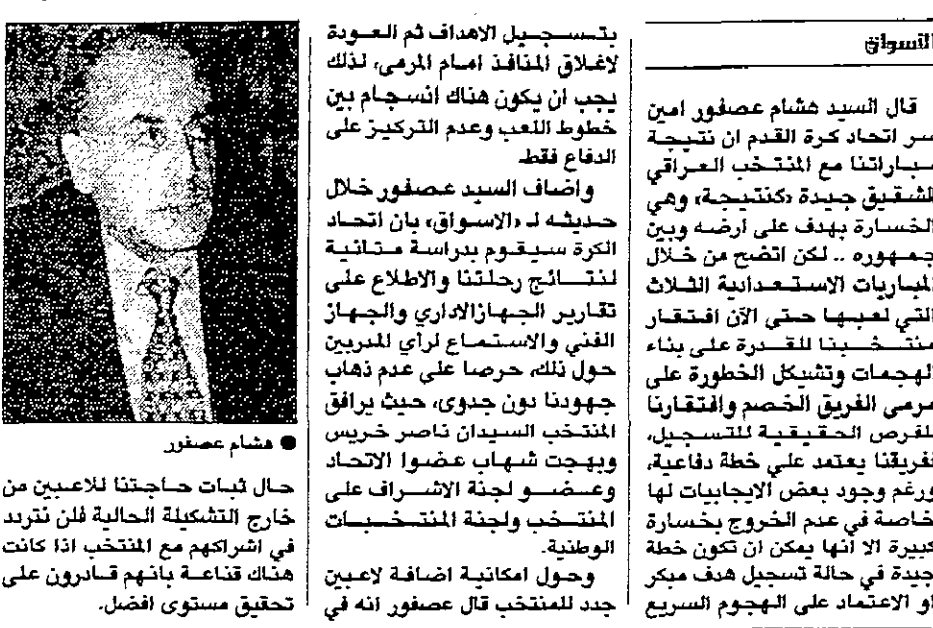 الاسواق
قال السيد هشام عصفور امين
سر اتحاد كرة القدم ان نتيجة
مباراتنا مع المنتخب العراقي
الشقيق جيدة «كنتيجة» وهي
الخسارة بهدف على ارضه وبين
جمهوره .. لكن اتضح من خلال
المباريات الاستعدادية الثلاث
التي لعبها حتى الآن افتقار
منتخبنا للقدرة على بناء
الهجمات وتشيكل الخطورة على
مرمى الفريق الخصم وافتقارنا
للفرص الحقيقية للتسجيل،
ففريقنا يعتمد علي خطة دفاعية،
ورغم وجود بعض الايجابيات لها
خاصة في عدم الخروج بخسارة
كبيرة الا انها يمكن ان تكون خطة
جيدة في حالة تسجيل هدف مبكر
او الاعتماد على الهجوم السريع
بتسجيل الاهداف ثم العودة
لاغلاق المنافذ امام المرمى، لذلك
يجب ان يكون هناك انسجام بين
خطوط اللعب وعدم التركيز على
الدفاع فقط.
واضاف السيد عصفور خلال
حديثه لـ «الاسواق» بان اتحاد
الكرة سيقوم بدراسة متانية
لنتائج رحلتنا والاطلاع على
تقارير الجهازالاداري والجهاز
الفني والاستماع لراي المدربين
حول ذلك، حرصا على عدم ذهاب
جهودنا دون جدوى، حيث يرافق
المنتخب السيدان ناصر خريس
وبهجت شهاب عضوا الاتحاد
وعضو لجنة الاشراف على
المنتخب ولجنة المنتخبات
الوطنية.
وحول امكانية اضافة لاعبين
جدد للمنتخب قال عصفور انه في
● هشام عصفور
حال ثبات حاجتنا للاعبين من
خارج التشكيلة الحالية فلن نتردد
في اشراكهم مع المنتخب اذا كانت
هناك قناعة بانهم قادرون على
تحقيق مستوى افضل.